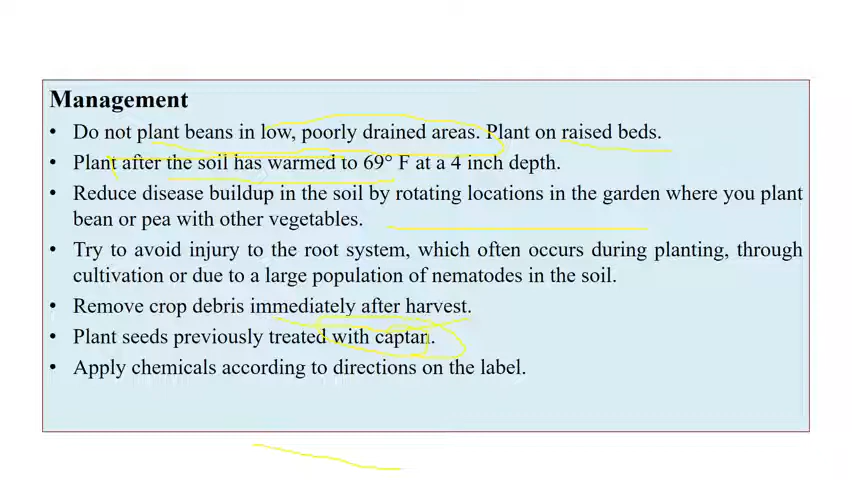 Management
• Do not plant beans in low, poorly drained areas. Plant on raised beds.
• Plant after the soil has warmed to 69° F at a 4 inch depth.
• Reduce disease buildup in the soil by rotating locations in the garden where you plant
bean or pea with other vegetables.
• Try to avoid injury to the root system, which often occurs during planting, through
cultivation or due to a large population of nematodes in the soil.
• Remove crop debris immediately after harvest.
• Plant seeds previously treated with captan.
• Apply chemicals according to directions on the label.